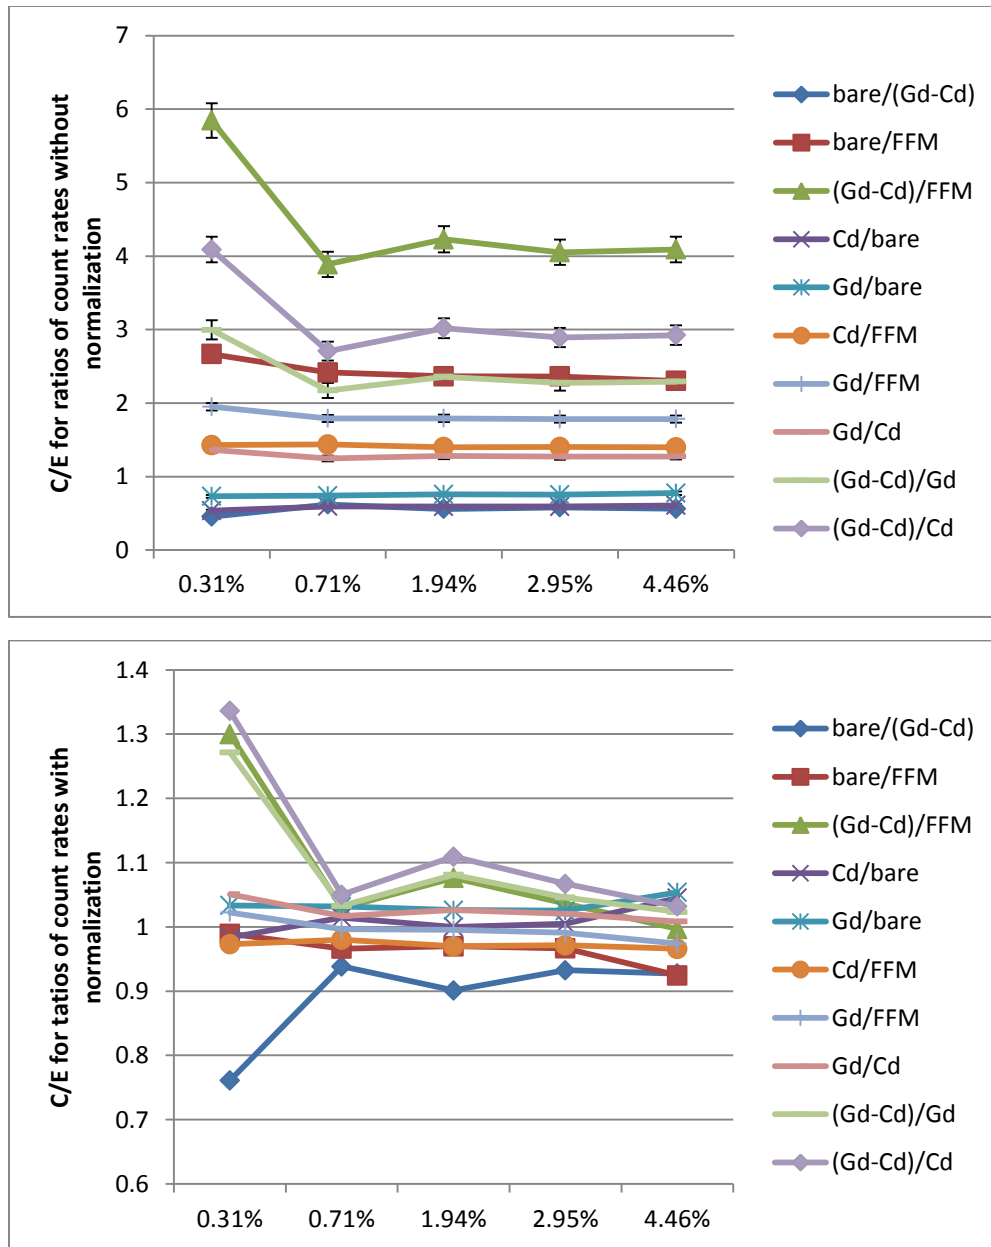 C/E for ratios of count rates without
normalization
7
6
5
4
3
2
1
0
0.31% 0.71% 1.94% 2.95% 4.46%
bare/(Gd-Cd)
bare/FFM
(Gd-Cd)/FFM
Cd/bare
Gd/bare
Cd/FFM
Gd/FFM
Gd/Cd
(Gd-Cd)/Gd
(Gd-Cd)/Cd
C/E for tatios of count rates with
normalization
1.4
1.3
1.2
1.1
1
0.9
0.8
0.7
0.6
0.31% 0.71% 1.94% 2.95% 4.46%
bare/(Gd-Cd)
bare/FFM
(Gd-Cd)/FFM
Cd/bare
Gd/bare
Cd/FFM
Gd/FFM
Gd/Cd
(Gd-Cd)/Gd
(Gd-Cd)/Cd